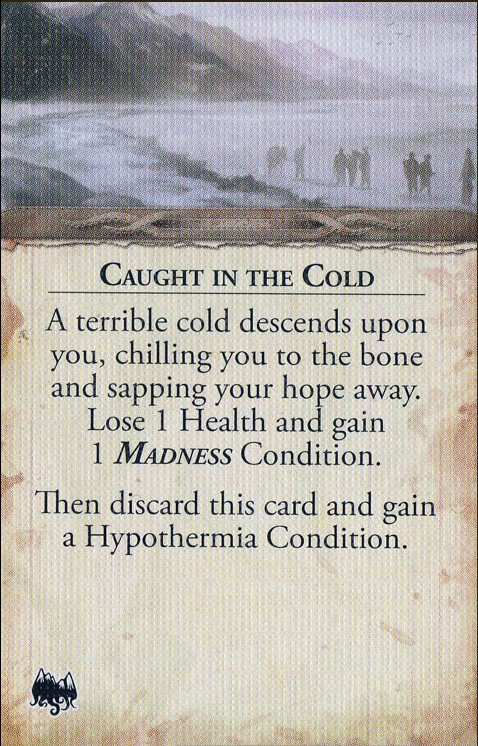 CAUGHT IN THE COLD
A terrible cold descends upon
you, chilling you to the bone
and sapping your hope away.
Lose 1 Health and gain
1 MADNESS Condition.
Then discard this card and gain
a Hypothermia Condition.